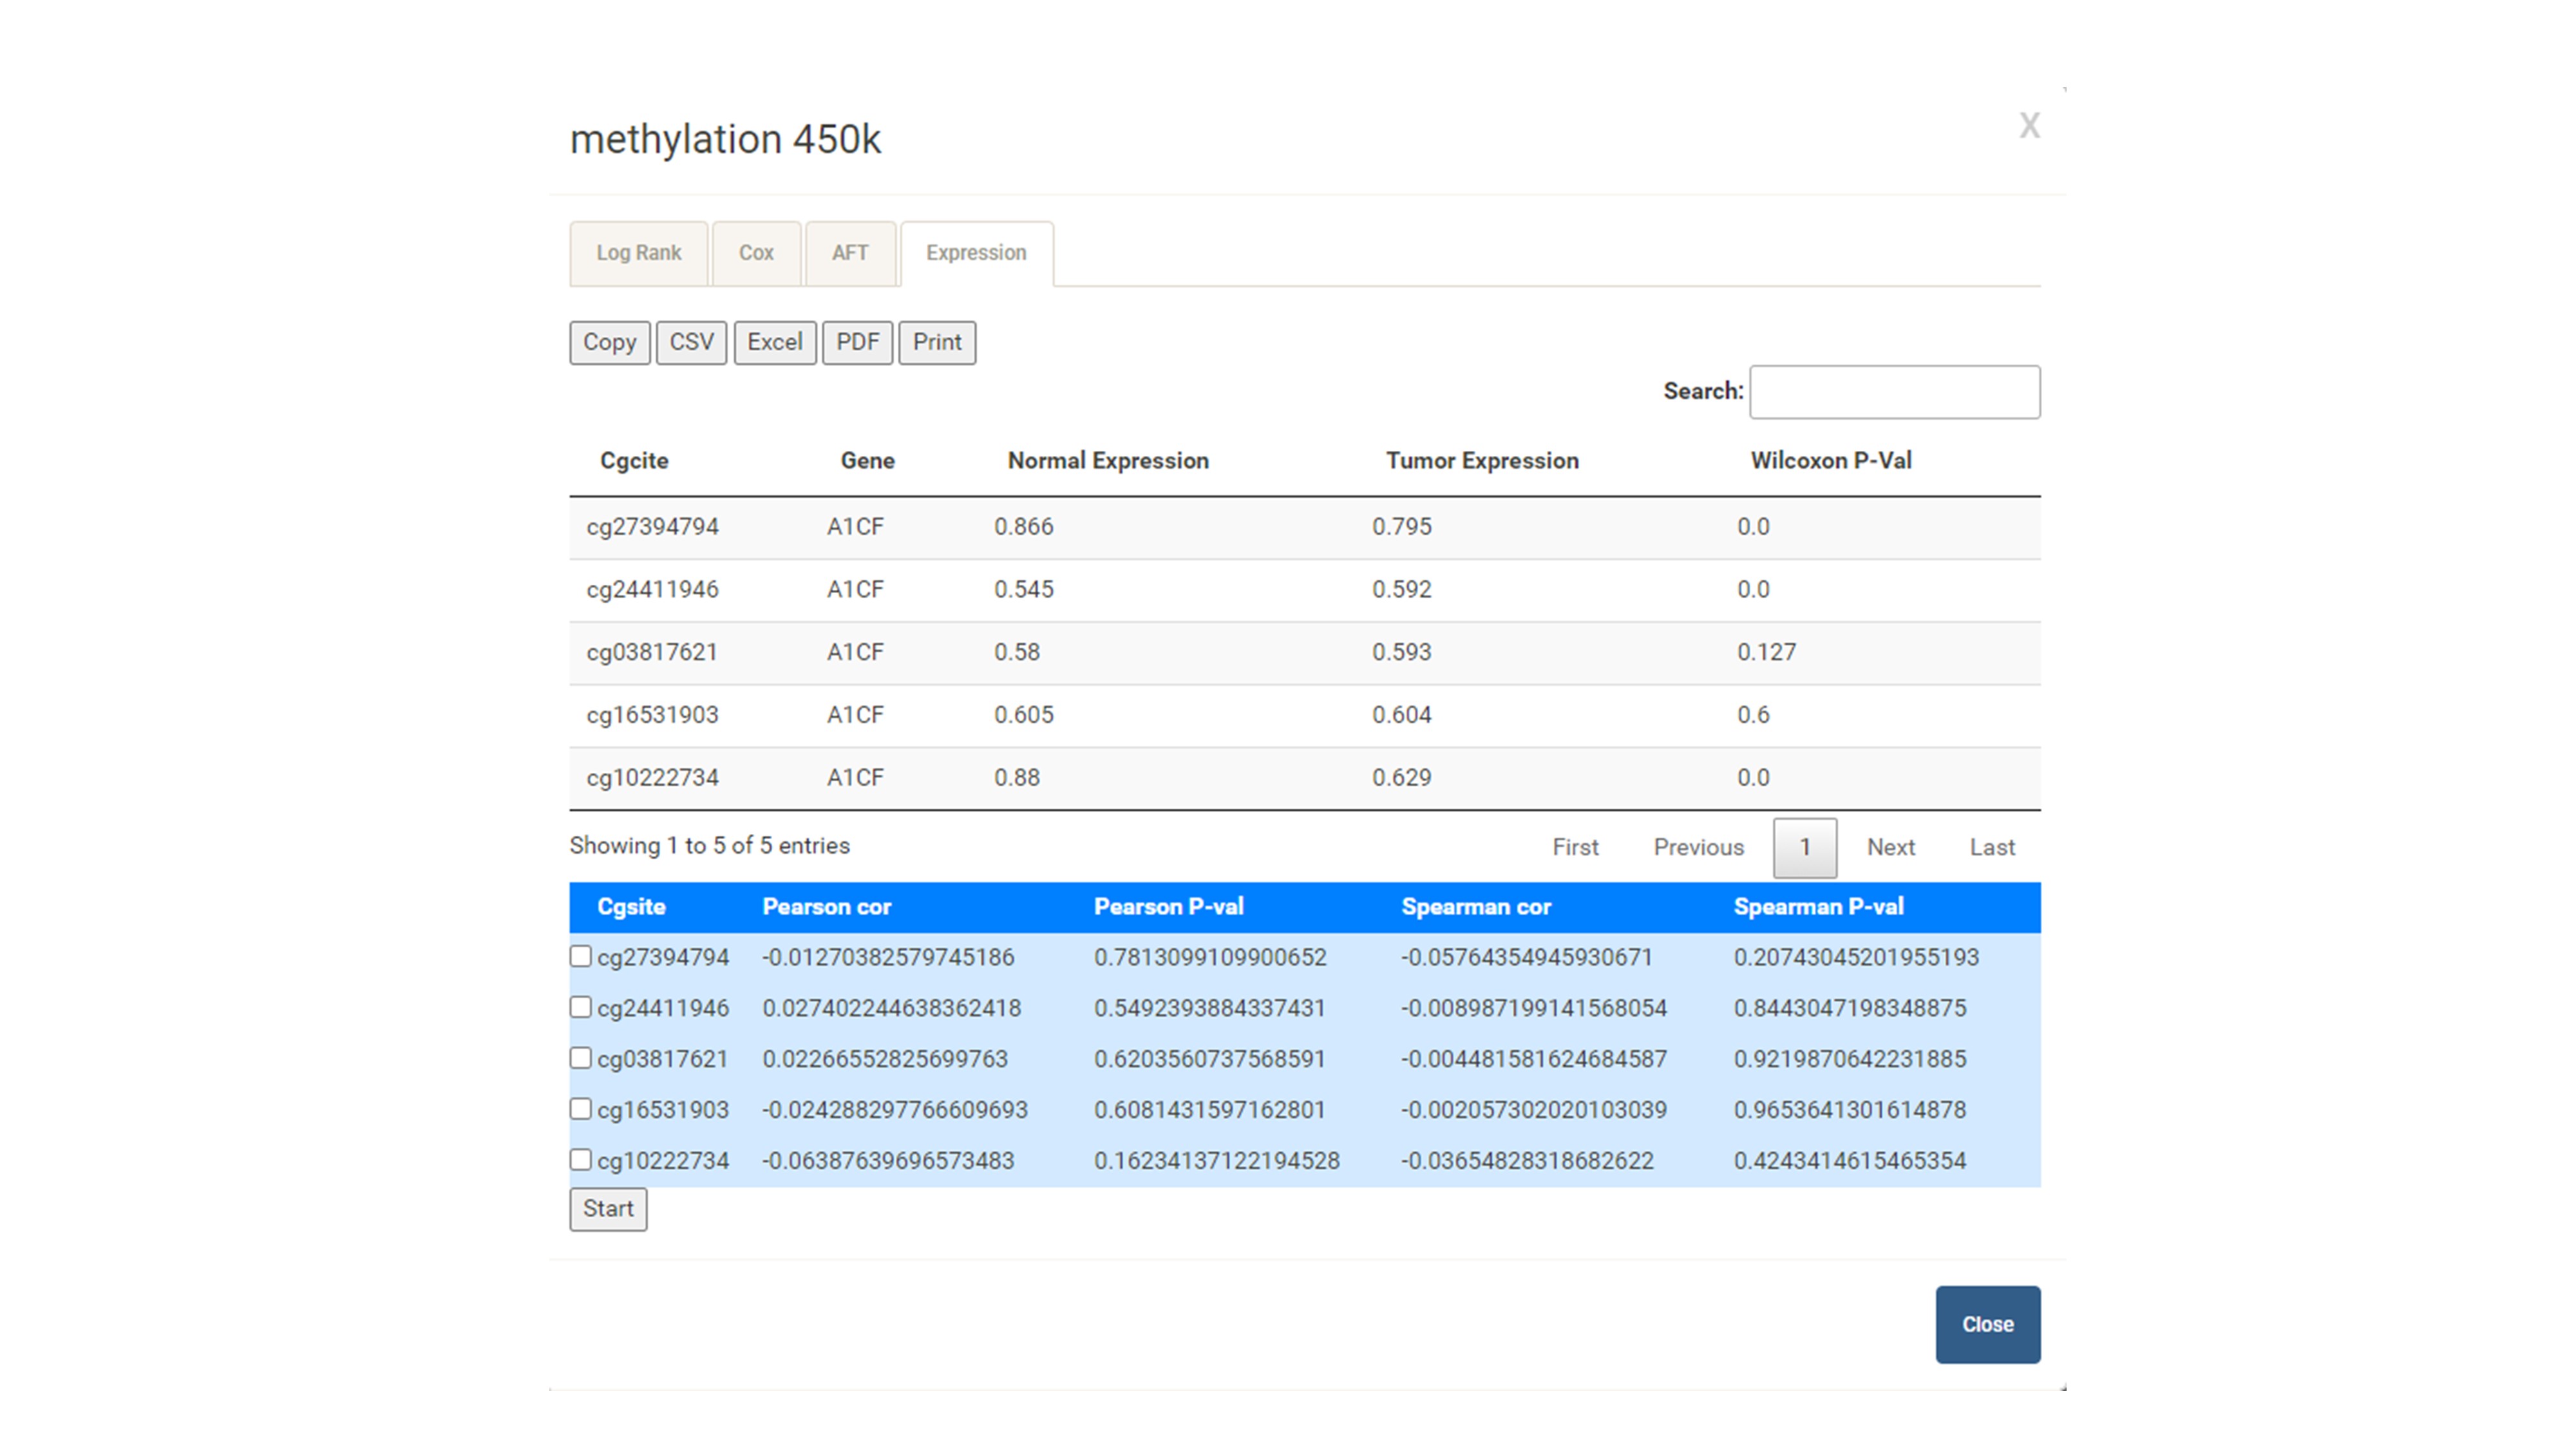 methylation 450k
X
Log Rank Cox AFT Expression
Copy CSV Excel PDF Print
Search:
Cgcite Gene Normal Expression Tumor Expression Wilcoxon P-Val
cg27394794 A1CF 0.866 0.795 0.0
cg24411946 A1CF 0.545 0.592 0.0
cg03817621 A1CF 0.58 0.593 0.127
cg16531903 A1CF 0.605 0.604 0.6
cg10222734 A1CF 0.88 0.629 0.0
Showing 1 to 5 of 5 entries First Previous 1 Next Last
Cgsite Pearson cor Pearson P-val Spearman cor Spearman P-val
cg27394794 -0.01270382579745186 0.7813099109900652 -0.05764354945930671 0.20743045201955193
cg24411946 0.027402244638362418 0.5492393884337431 -0.008987199141568054 0.8443047198348875
cg03817621 0.02266552825699763 0.6203560737568591 -0.004481581624684587 0.9219870642231885
cg16531903 -0.024288297766609693 0.6081431597162801 -0.002057302020103039 0.9653641301614878
cg10222734 -0.06387639696573483 0.16234137122194528 -0.03654828318682622 0.4243414615465354
Start
Close